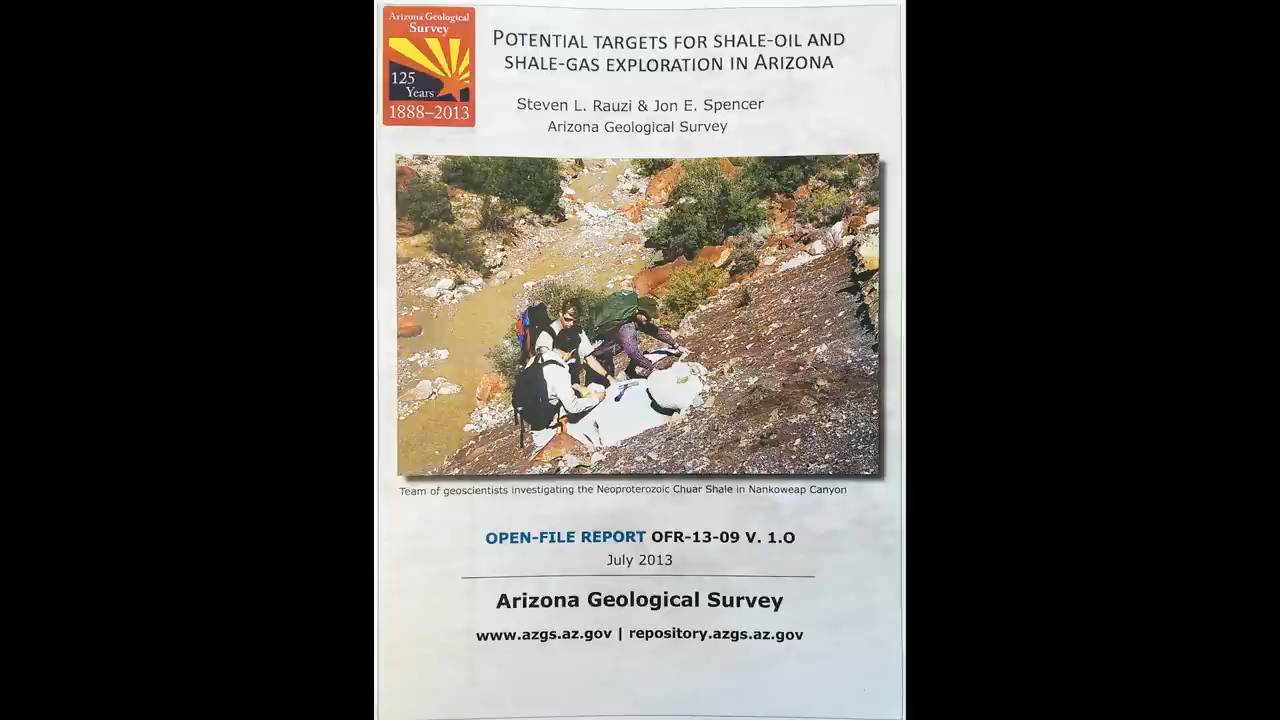 Arizona Geological
Survey
125
Years
1888–2013
POTENTIAL TARGETS FOR SHALE-OIL AND
SHALE-GAS EXPLORATION IN ARIZONA
Steven L. Rauzi & Jon E. Spencer
Arizona Geological Survey
Team of geoscientists investigating the Neoproterozoic Chuar Shale in Nankoweap Canyon
OPEN-FILE REPORT OFR-13-09 V. 1.O
July 2013
Arizona Geological Survey
www.azgs.az.gov | repository.azgs.az.gov